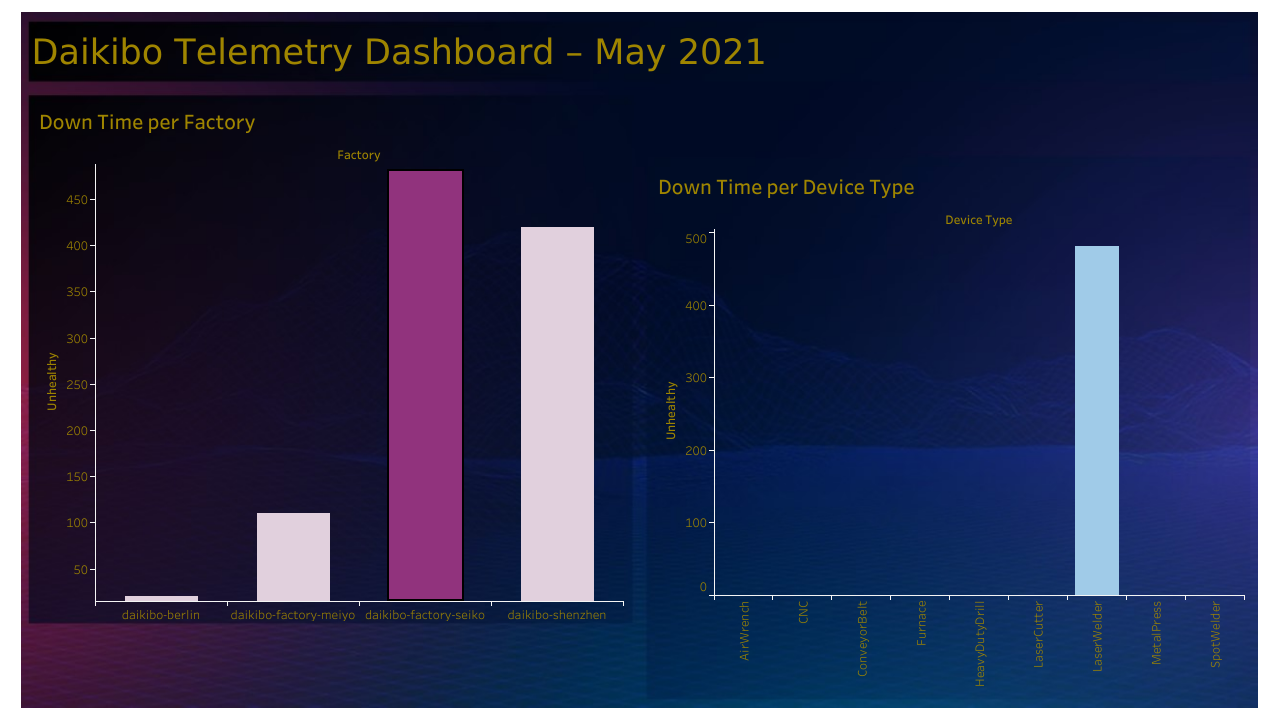 Daikibo Telemetry Dashboard – May 2021
Down Time per Factory
Factory
Unhealthy
450
400
350
300
250
200
150
100
50
daikibo-berlin
daikibo-factory-meiyo
daikibo-factory-seiko
daikibo-shenzhen
Down Time per Device Type
Device Type
Unhealthy
500
400
300
200
100
0
AirWrench
CNC
ConveyorBelt
Furnace
HeavyDutyDrill
LaserCutter
LaserWelder
MetalPress
SpotWelder